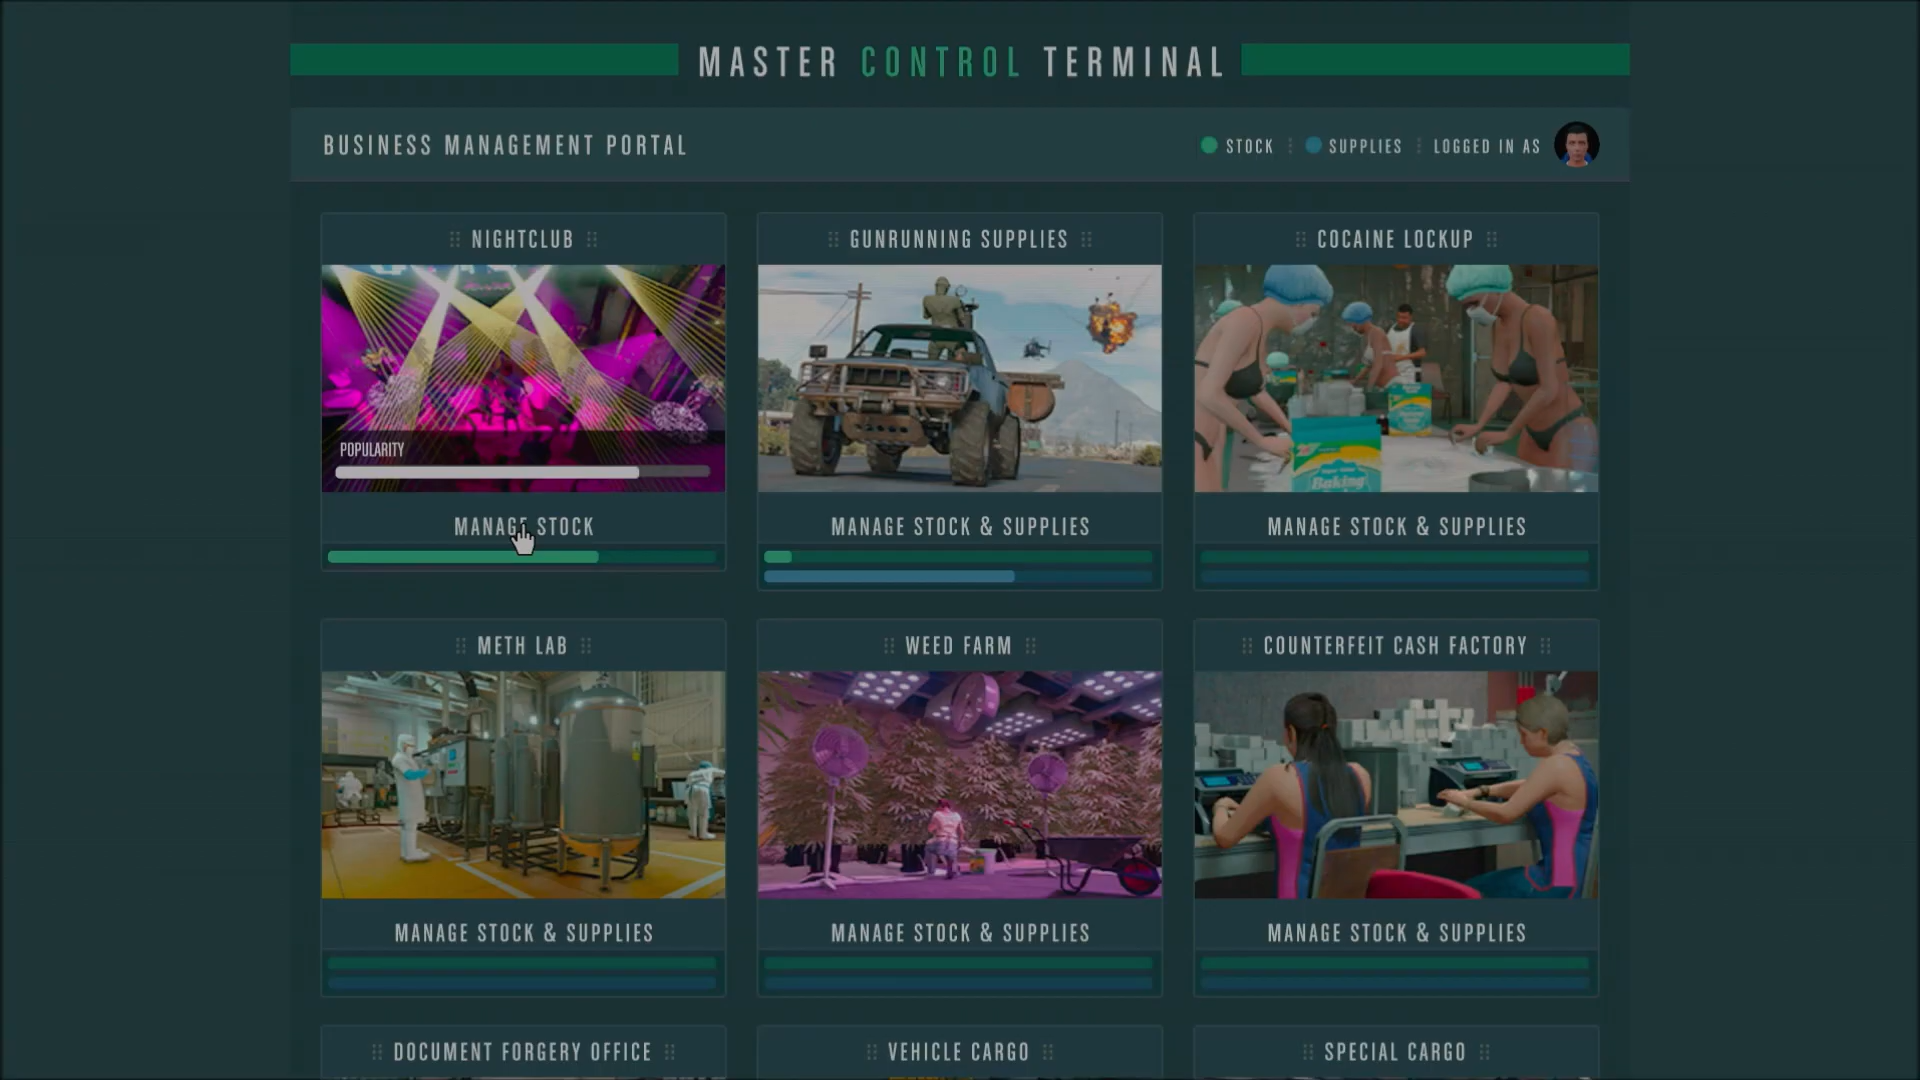 MASTER CONTROL TERMINAL
BUSINESS MANAGEMENT PORTAL
STOCK
SUPPLIES
LOGGED IN AS
NIGHTCLUB
GUNRUNNING SUPPLIES
COCAINE LOCKUP
POPULARITY
Baking
MANAGE STOCK
MANAGE STOCK & SUPPLIES
MANAGE STOCK & SUPPLIES
METH LAB
WEED FARM
COUNTERFEIT CASH FACTORY
MANAGE STOCK & SUPPLIES
MANAGE STOCK & SUPPLIES
MANAGE STOCK & SUPPLIES
DOCUMENT FORGERY OFFICE
VEHICLE CARGO
SPECIAL CARGO